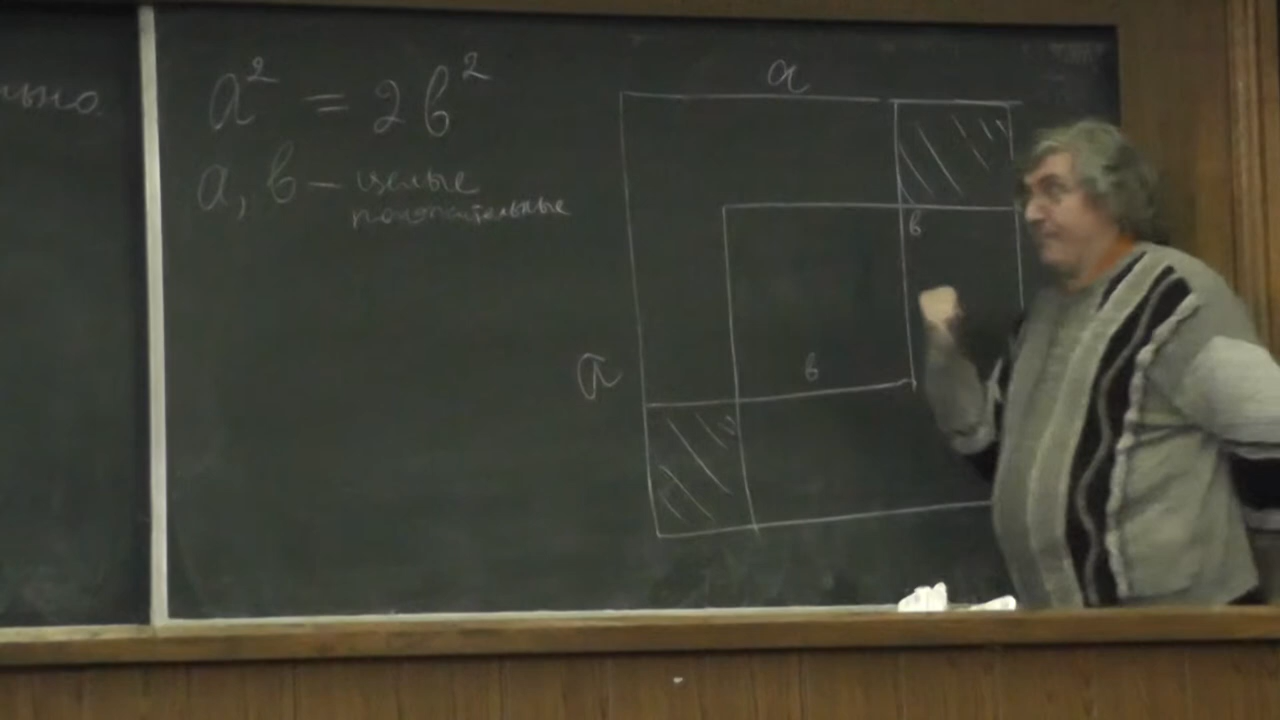 a² = 2b²
a, b — целые
положительные
a
b
a
b